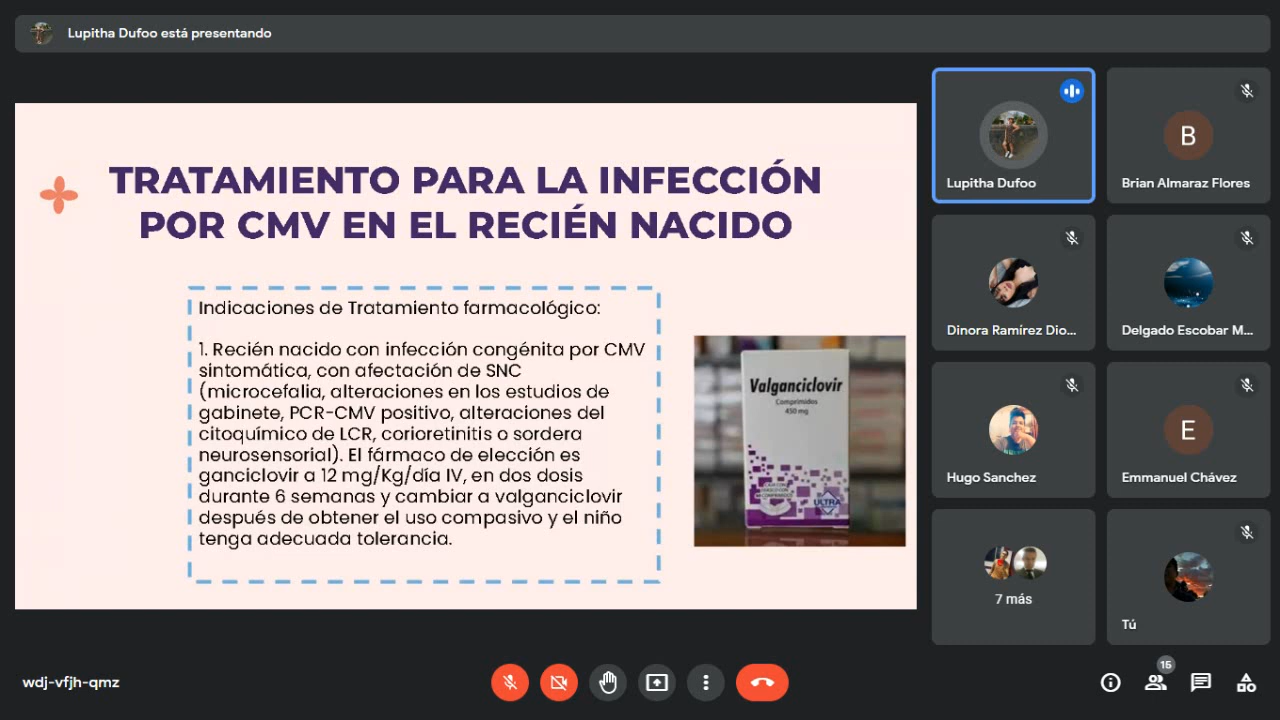 Lupitha Dufoo está presentando
TRATAMIENTO PARA LA INFECCIÓN
POR CMV EN EL RECIÉN NACIDO
Indicaciones de Tratamiento farmacológico:
1. Recién nacido con infección congénita por CMV
sintomática, con afectación de SNC
(microcefalia, alteraciones en los estudios de
gabinete, PCR-CMV positivo, alteraciones del
citoquímico de LCR, corioretinitis o sordera
neurosensorial). El fármaco de elección es
ganciclovir a 12 mg/Kg/día IV, en dos dosis
durante 6 semanas y cambiar a valganciclovir
después de obtener el uso compasivo y el niño
tenga adecuada tolerancia.
Valganciclovir
Comprimidos
450 mg
ULTRA
Lupitha Dufoo
B
Brian Almaraz Flores
Dinora Ramírez Dio...
Delgado Escobar M...
Hugo Sanchez
E
Emmanuel Chávez
7 más
Tú
wdj-vfjh-qmz
15